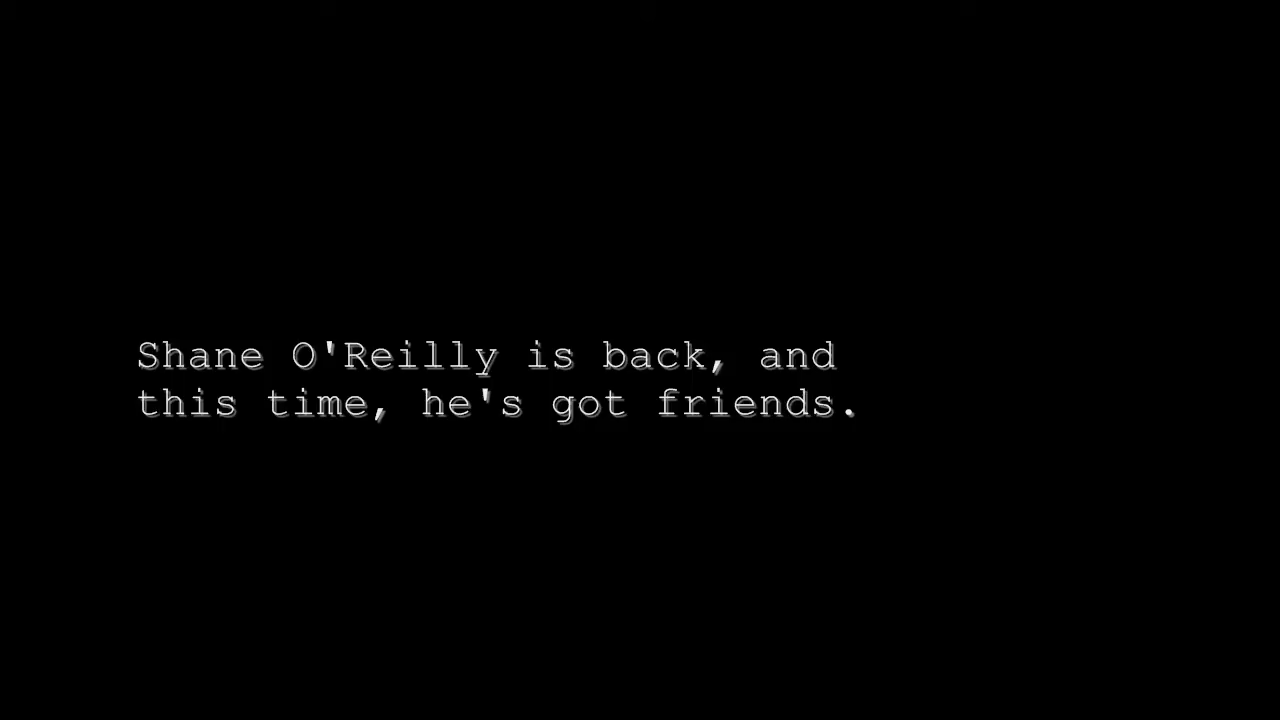 Shane O'Reilly is back, and
this time, he's got friends.